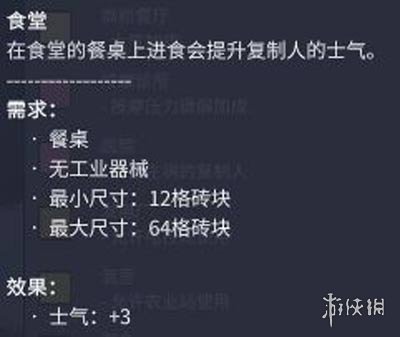 食堂
在食堂的餐桌上进食会提升复制人的士气。
------------------
需求：
· 餐桌
· 无工业器械
· 最小尺寸：12格砖块
· 最大尺寸：64格砖块
效果：
· 士气：+3
游侠网